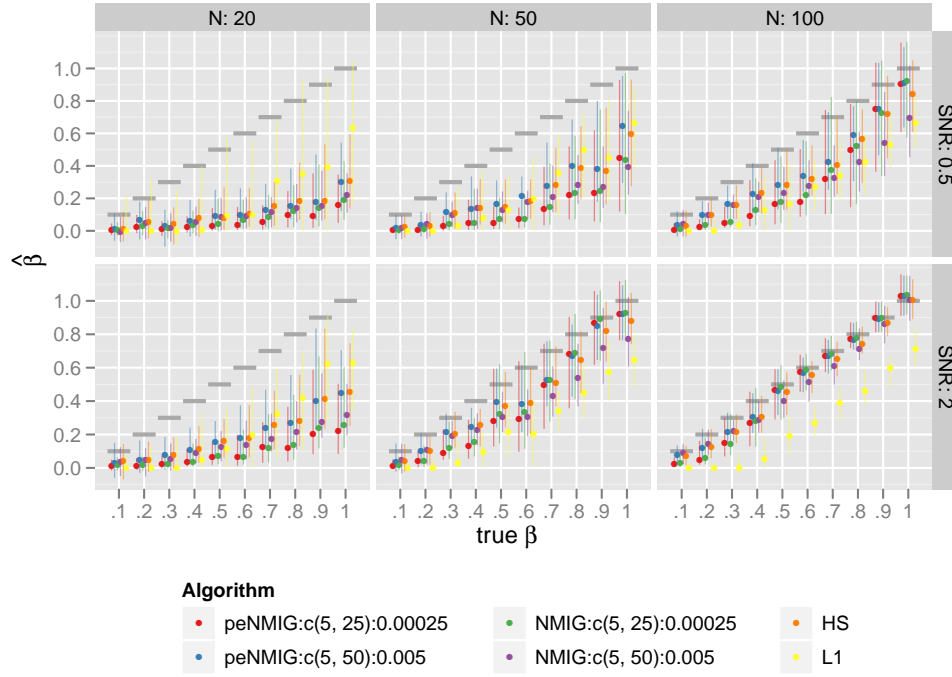 N: 20 N: 50 N: 100
1.0
0.8
0.6
0.4
0.2
0.0
SNR: 0.5
1.0
0.8
0.6
0.4
0.2
0.0
SNR: 2
β̂
.1 .2 .3 .4 .5 .6 .7 .8 .9 1 .1 .2 .3 .4 .5 .6 .7 .8 .9 1 .1 .2 .3 .4 .5 .6 .7 .8 .9 1
true β
Algorithm
peNMIG:c(5, 25):0.00025 NMIG:c(5, 25):0.00025 HS
peNMIG:c(5, 50):0.005 NMIG:c(5, 50):0.005 L1